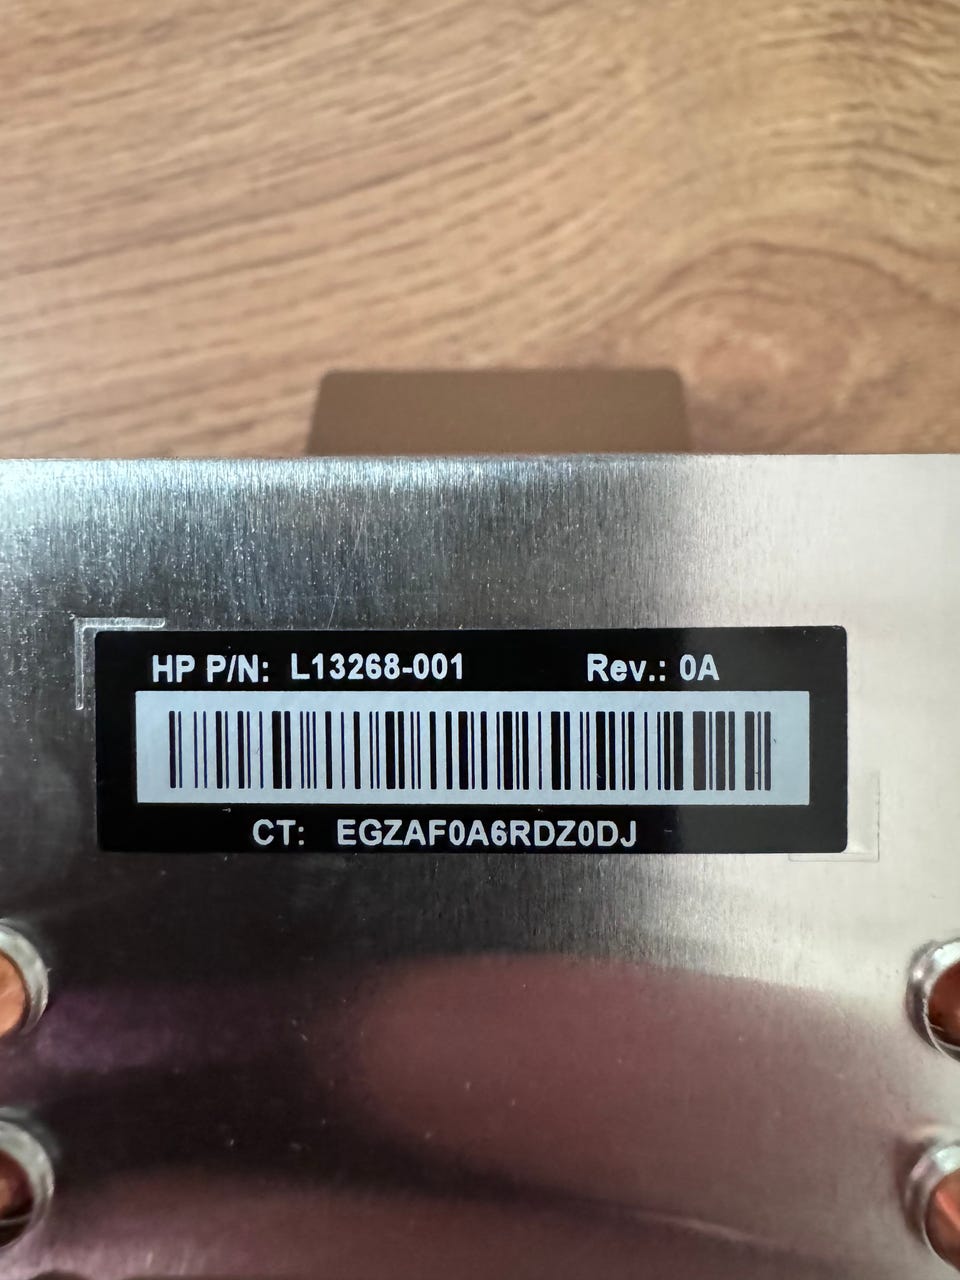 HP P/N: L13268-001 Rev.: 0A
CT: EGZAF0A6RDZ0DJ